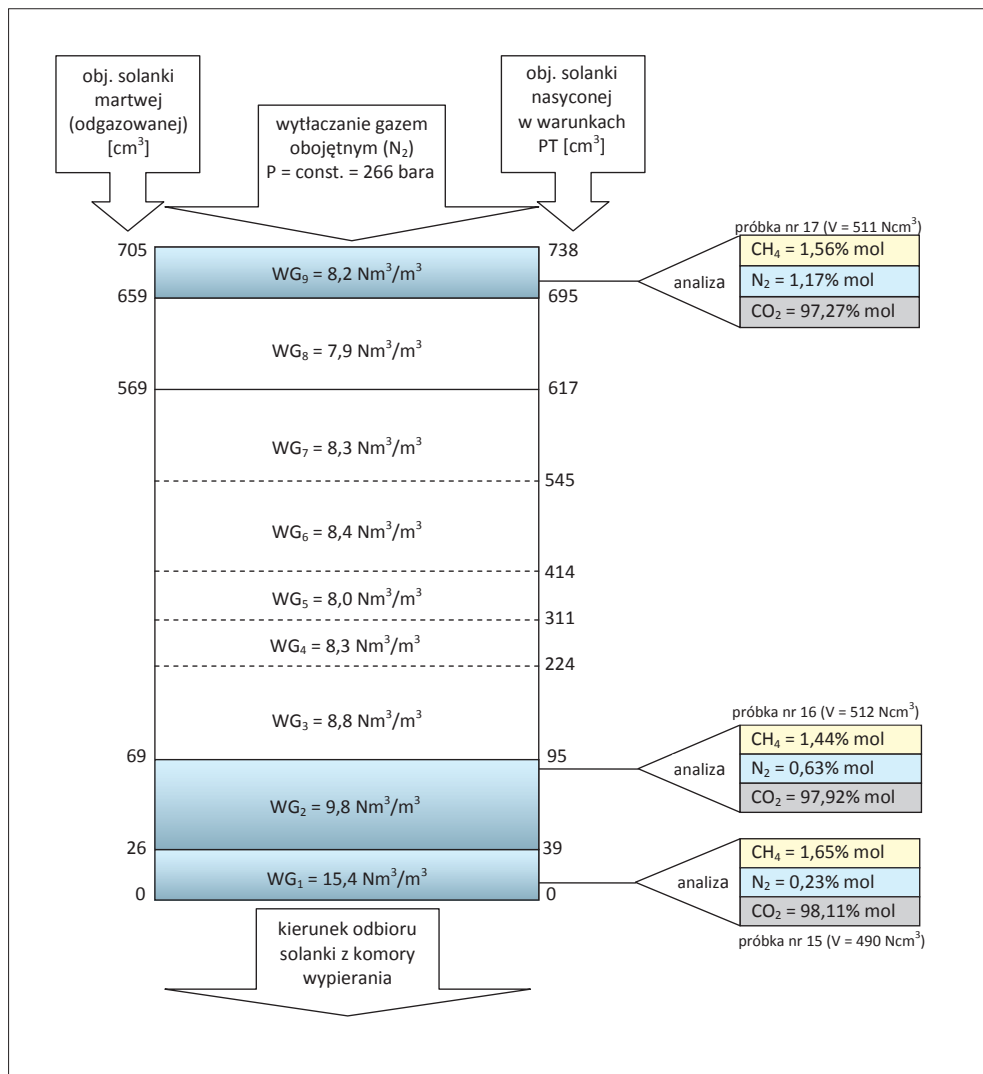 obj. solanki
martwej
(odgazowanej)
[cm³]
wytłaczanie gazem
obojętnym (N₂)
P = const. = 266 bara
obj. solanki
nasyconej
w warunkach
PT [cm³]
705
738
WG₉ = 8,2 Nm³/m³
659
695
WG₈ = 7,9 Nm³/m³
569
617
WG₇ = 8,3 Nm³/m³
545
WG₆ = 8,4 Nm³/m³
414
WG₅ = 8,0 Nm³/m³
311
WG₄ = 8,3 Nm³/m³
224
WG₃ = 8,8 Nm³/m³
69
95
WG₂ = 9,8 Nm³/m³
26
39
WG₁ = 15,4 Nm³/m³
0
0
kierunek odbioru
solanki z komory
wypierania
próbka nr 17 (V = 511 Ncm³)
analiza
CH₄ = 1,56% mol
N₂ = 1,17% mol
CO₂ = 97,27% mol
próbka nr 16 (V = 512 Ncm³)
analiza
CH₄ = 1,44% mol
N₂ = 0,63% mol
CO₂ = 97,92% mol
analiza
CH₄ = 1,65% mol
N₂ = 0,23% mol
CO₂ = 98,11% mol
próbka nr 15 (V = 490 Ncm³)